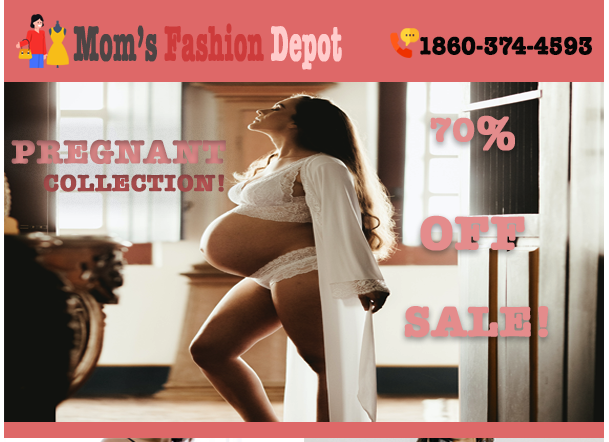 Mom's Fashion Depot
1860-374-4593
PREGNANT
COLLECTION!
70%
OFF
SALE!